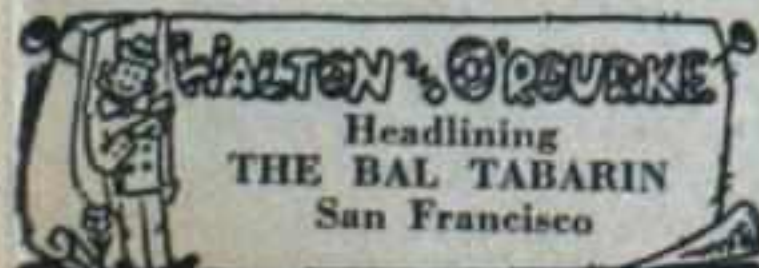 WALTON & O'ROURKE
Headlining
THE BAL TABARIN
San Francisco